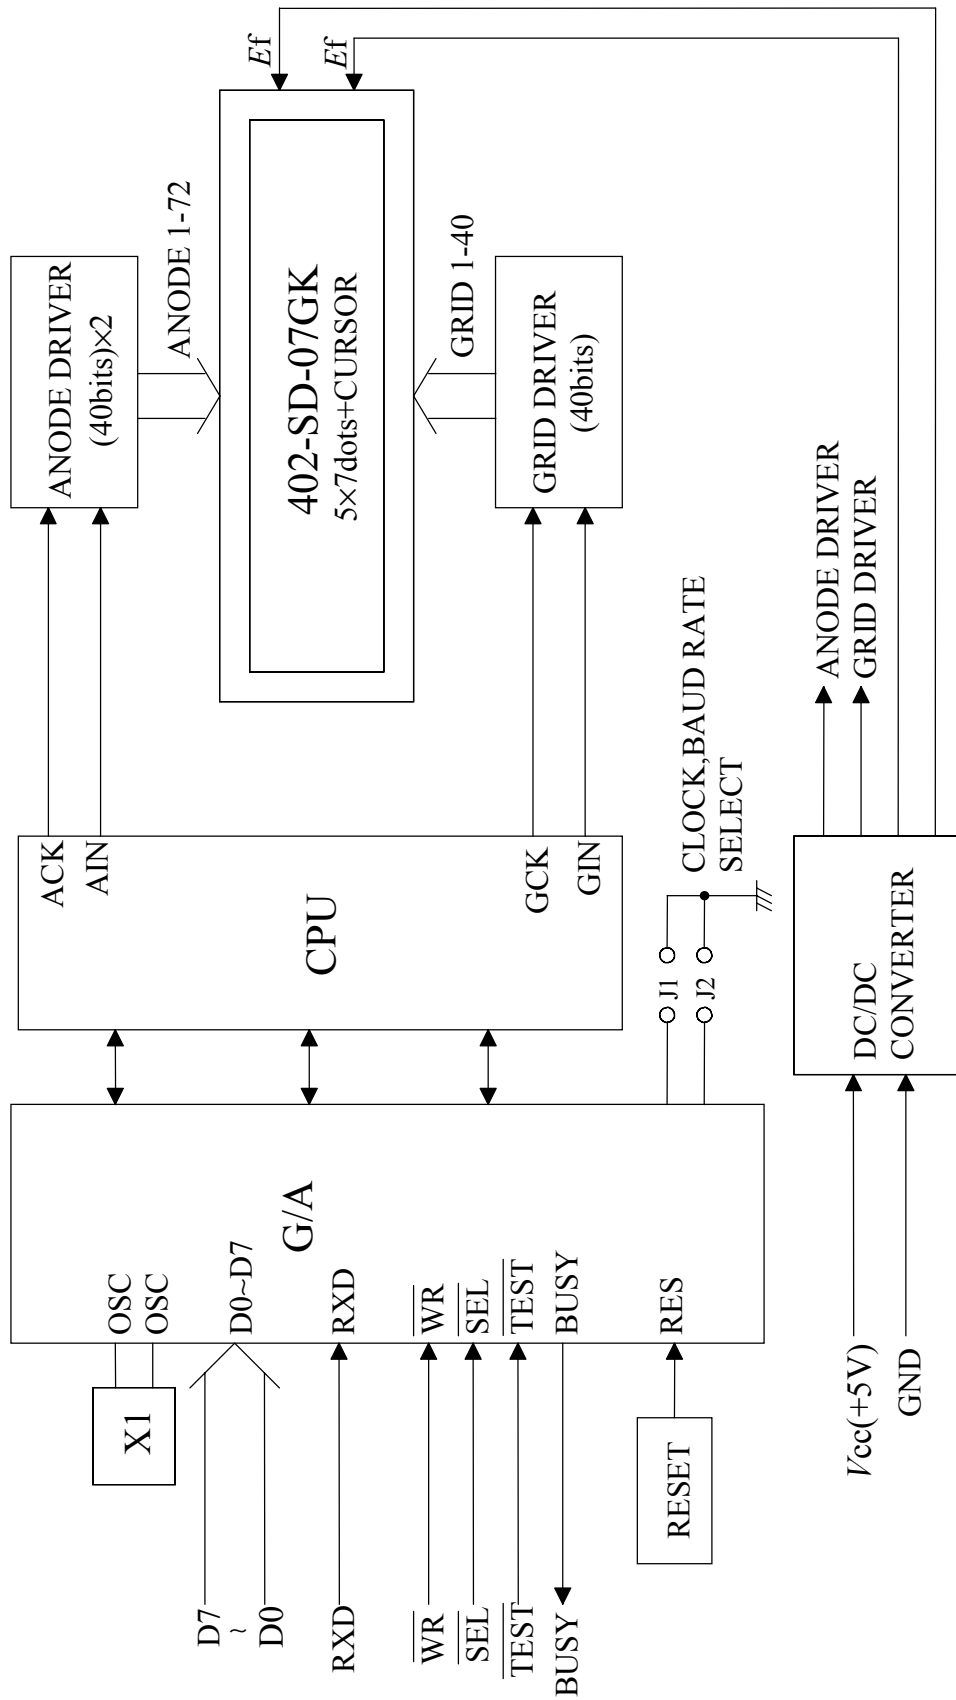 X1
OSC
OSC
D7
~
D0
D0~D7
G/A
RXD
RXD
WR
WR
SEL
SEL
TEST
TEST
BUSY
BUSY
RESET
RES
CPU
ACK
AIN
GCK
GIN
J1
J2
CLOCK,BAUD RATE
SELECT
ANODE DRIVER
(40bits)×2
ANODE 1-72
402-SD-07GK
5×7dots+CURSOR
GRID 1-40
GRID DRIVER
(40bits)
Ef
Ef
Vcc(+5V)
GND
DC/DC
CONVERTER
ANODE DRIVER
GRID DRIVER